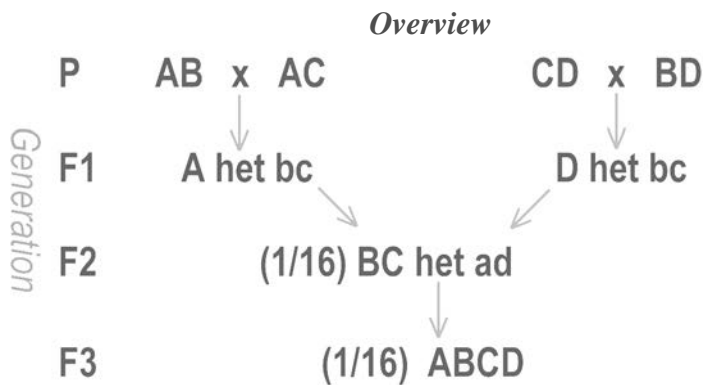 Overview
P AB x AC CD x BD
Generation
F1 A het bc D het bc
F2 (1/16) BC het ad
F3 (1/16) ABCD